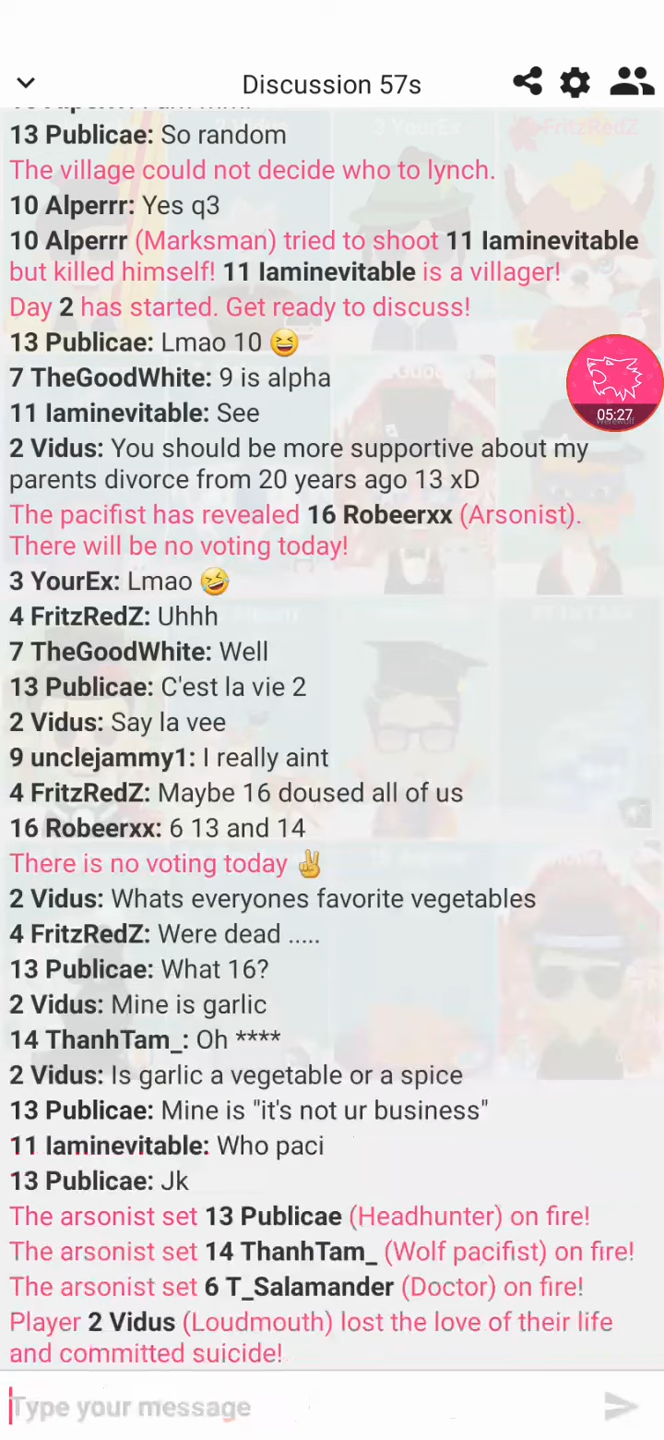 Discussion 57s
13 Publicae: So random
The village could not decide who to lynch.
10 Alperrr: Yes q3
10 Alperrr (Marksman) tried to shoot 11 Iaminevitable
but killed himself! 11 Iaminevitable is a villager!
Day 2 has started. Get ready to discuss!
13 Publicae: Lmao 10 😆
7 TheGoodWhite: 9 is alpha
11 Iaminevitable: See
05:27
2 Vidus: You should be more supportive about my
parents divorce from 20 years ago 13 xD
The pacifist has revealed 16 Robeerxx (Arsonist).
There will be no voting today!
3 YourEx: Lmao 🤣
4 FritzRedZ: Uhhh
7 TheGoodWhite: Well
13 Publicae: C'est la vie 2
2 Vidus: Say la vee
9 unclejammy1: I really aint
4 FritzRedZ: Maybe 16 doused all of us
16 Robeerxx: 6 13 and 14
There is no voting today ✌️
2 Vidus: Whats everyones favorite vegetables
4 FritzRedZ: Were dead .....
13 Publicae: What 16?
2 Vidus: Mine is garlic
14 ThanhTam_: Oh ****
2 Vidus: Is garlic a vegetable or a spice
13 Publicae: Mine is "it's not ur business"
11 Iaminevitable: Who paci
13 Publicae: Jk
The arsonist set 13 Publicae (Headhunter) on fire!
The arsonist set 14 ThanhTam_ (Wolf pacifist) on fire!
The arsonist set 6 T_Salamander (Doctor) on fire!
Player 2 Vidus (Loudmouth) lost the love of their life
and committed suicide!
Type your message